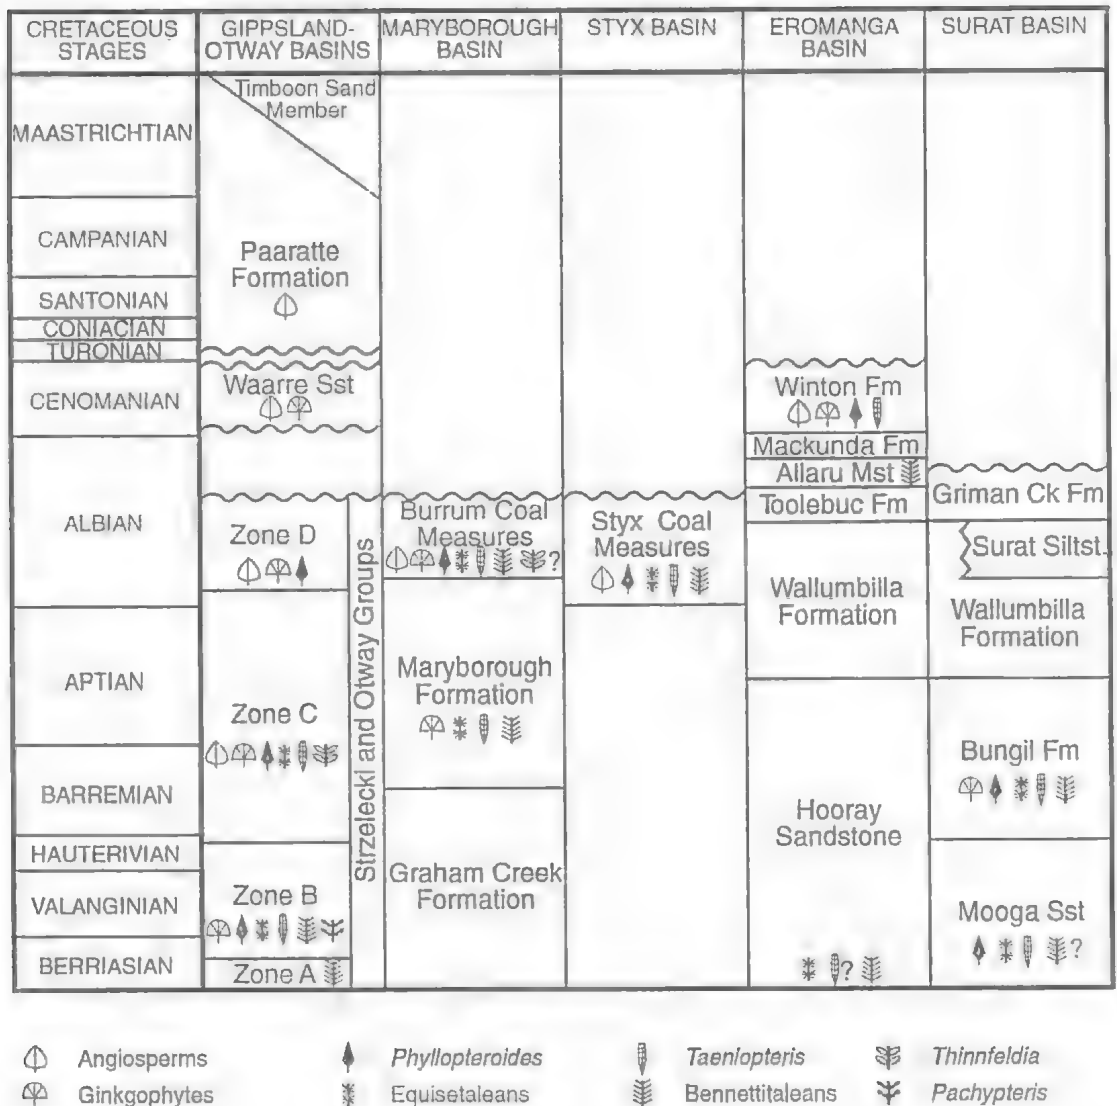 CRETACEOUS
STAGES
GIPPSLAND-
OTWAY BASINS
MARYBOROUGH
BASIN
STYX BASIN
EROMANGA
BASIN
SURAT BASIN
MAASTRICHTIAN
CAMPANIAN
SANTONIAN
CONIACIAN
TURONIAN
CENOMANIAN
ALBIAN
APTIAN
BARREMIAN
HAUTERIVIAN
VALANGINIAN
BERRIASIAN
Timboon Sand
Member
Paaratte
Formation
Waarre Sst
Zone D
Zone C
Zone B
Zone A
Strzelecki and Otway Groups
Burrum Coal
Measures
?
Maryborough
Formation
Graham Creek
Formation
Styx Coal
Measures
Winton Fm
Mackunda Fm
Allaru Mst
Toolebuc Fm
Wallumbilla
Formation
Hooray
Sandstone
?
Griman Ck Fm
Surat Siltst.
Wallumbilla
Formation
Bungil Fm
Mooga Sst
?
Angiosperms
Phyllopteroides
Taeniopteris
Thinnfeldia
Ginkgophytes
Equisetaleans
Bennettitaleans
Pachypteris